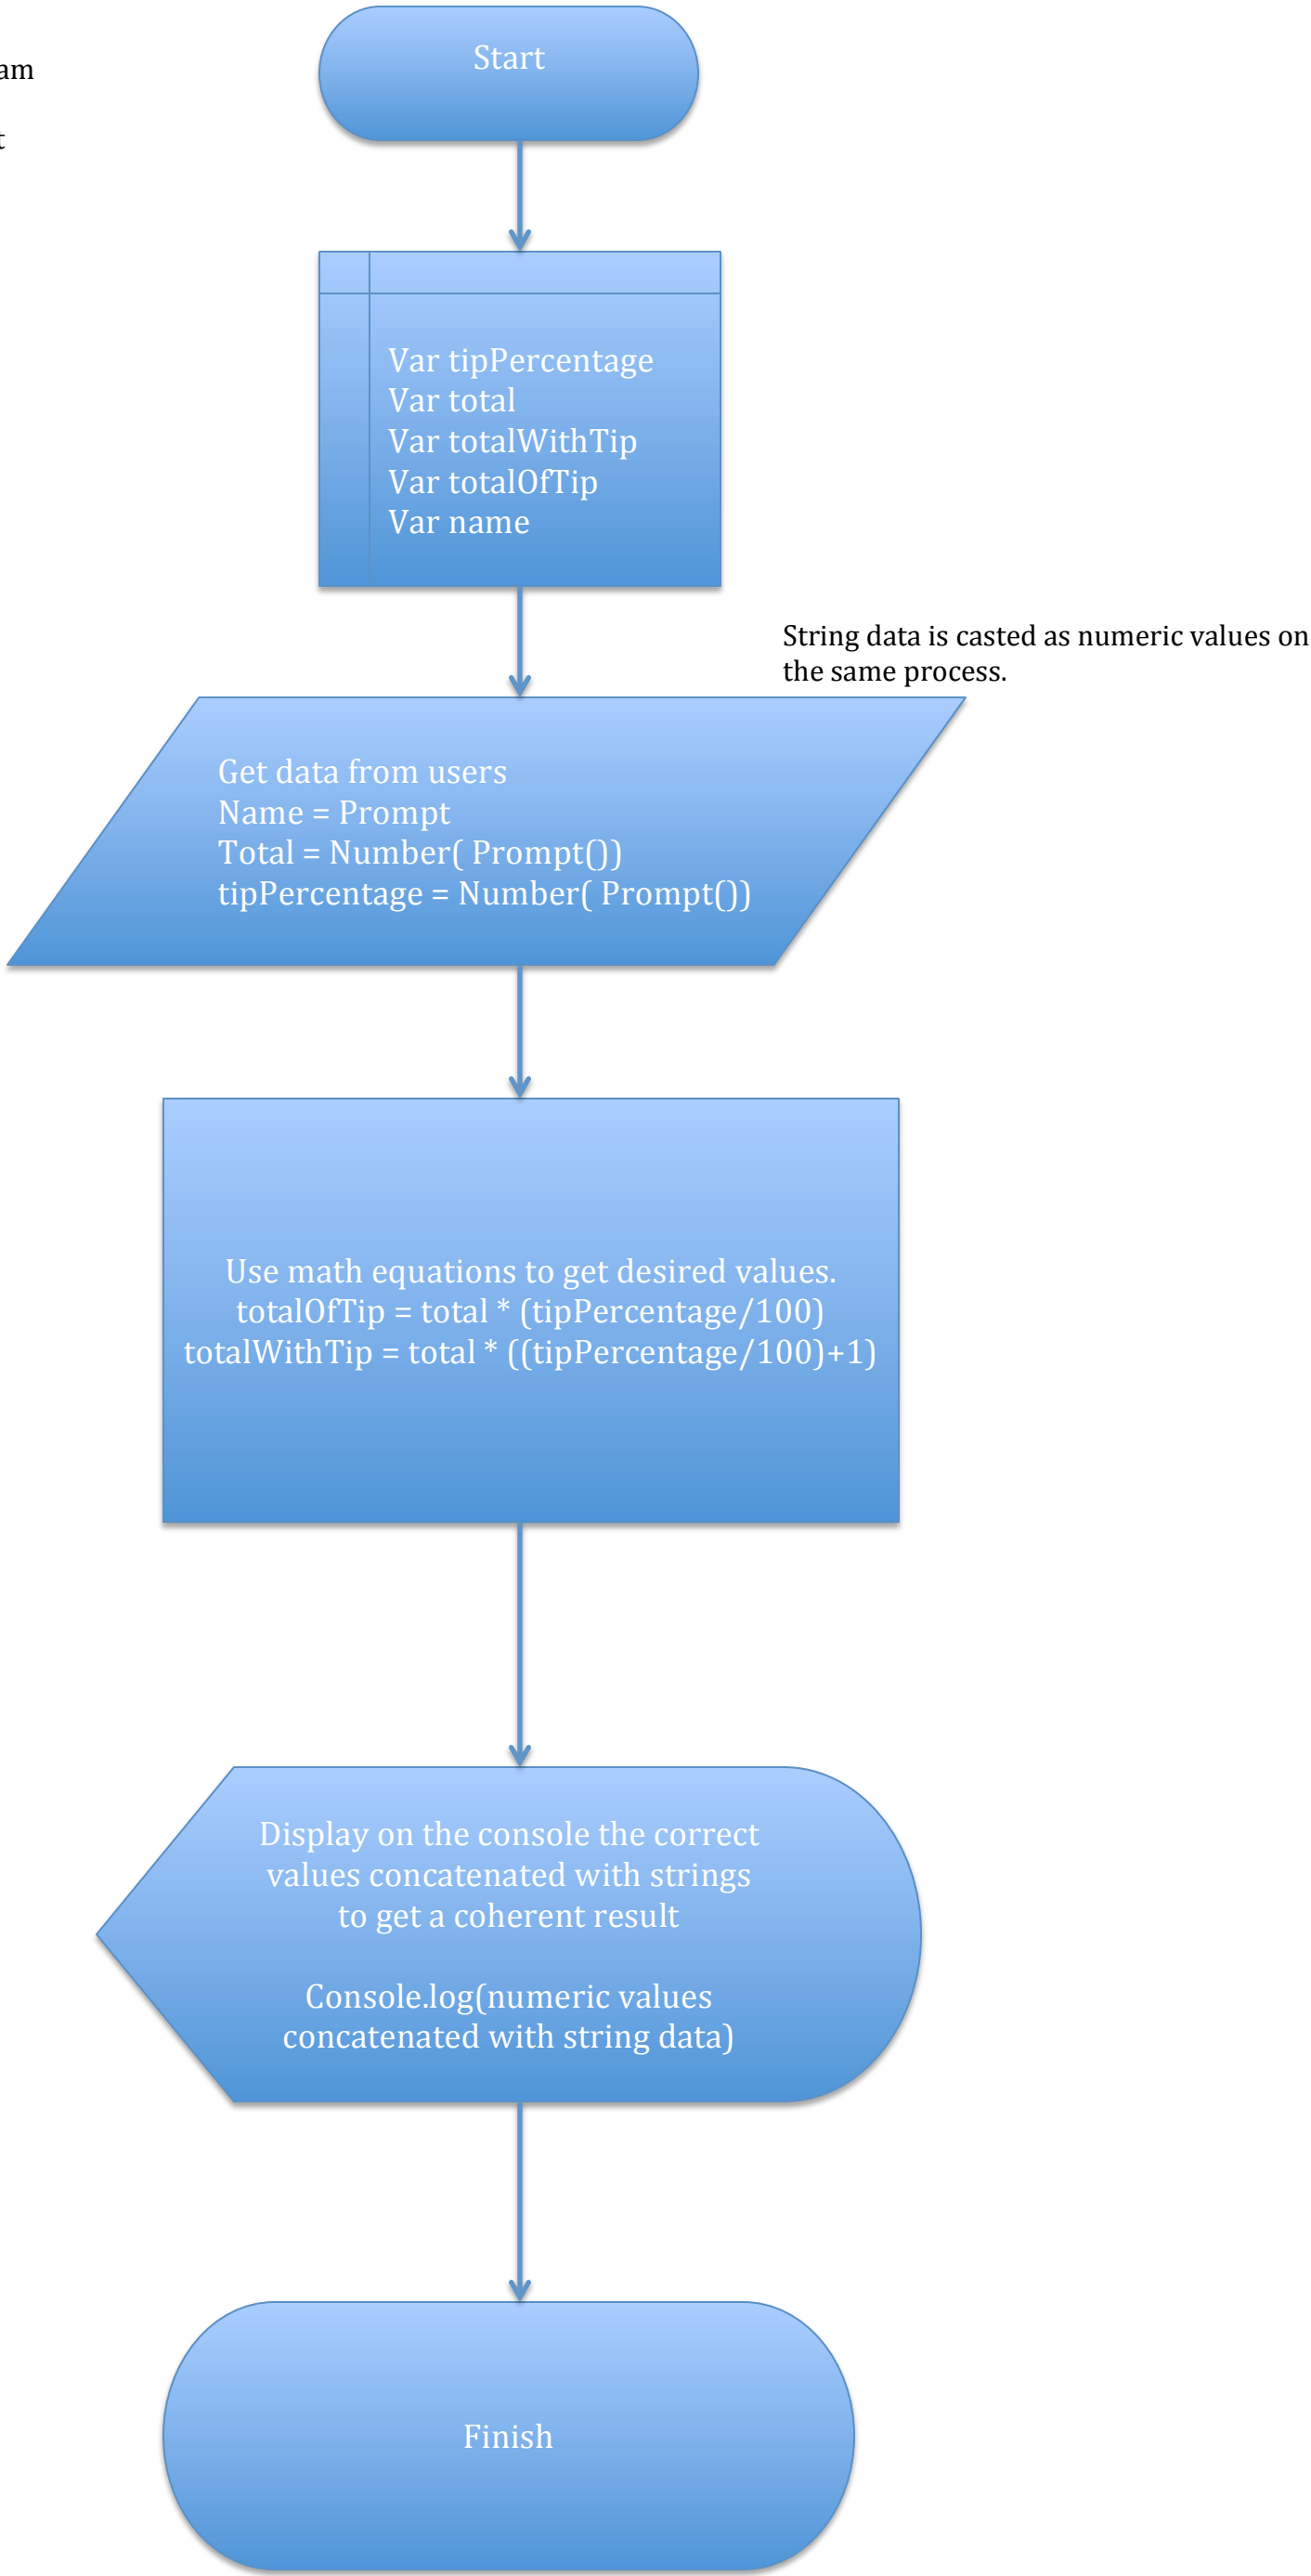 Start
Var tipPercentage
Var total
Var totalWithTip
Var totalOfTip
Var name
String data is casted as numeric values on
the same process.
Get data from users
Name = Prompt
Total = Number( Prompt())
tipPercentage = Number( Prompt())
Use math equations to get desired values.
totalOfTip = total * (tipPercentage/100)
totalWithTip = total * ((tipPercentage/100)+1)
Display on the console the correct
values concatenated with strings
to get a coherent result
Console.log(numeric values
concatenated with string data)
Finish